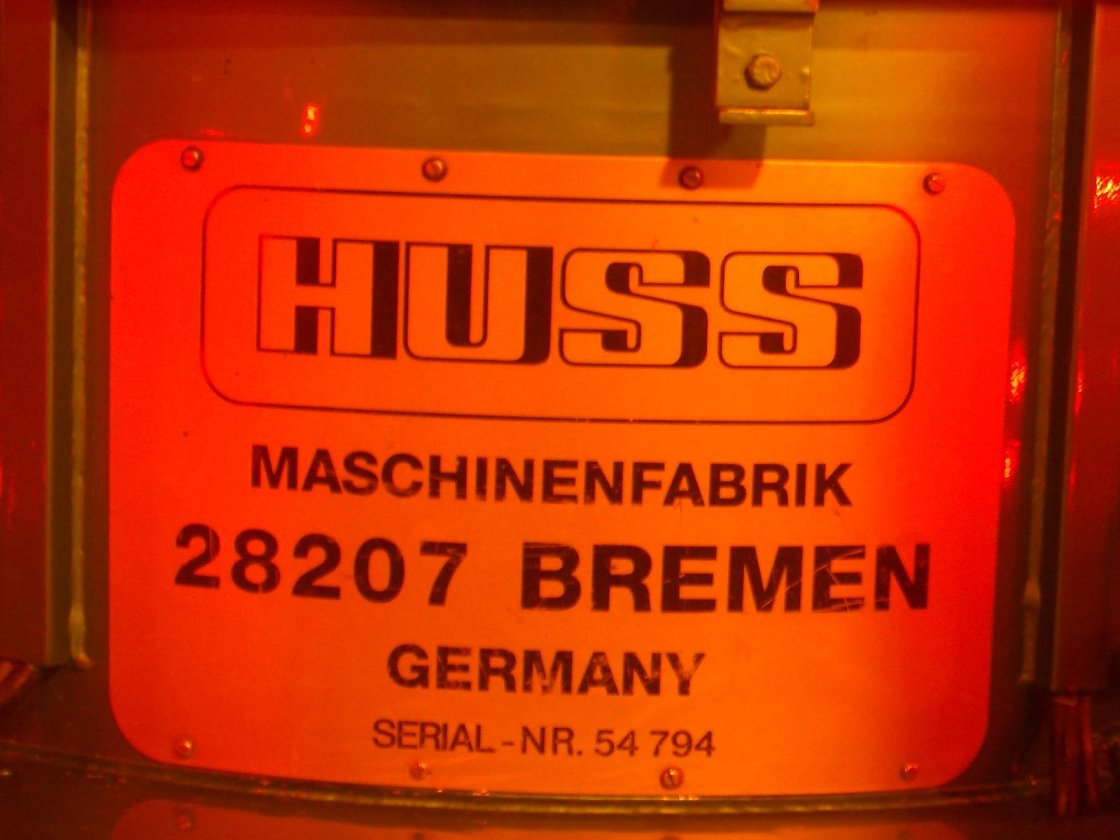 HUSS
MASCHINENFABRIK
28207 BREMEN
GERMANY
SERIAL-NR. 54 794